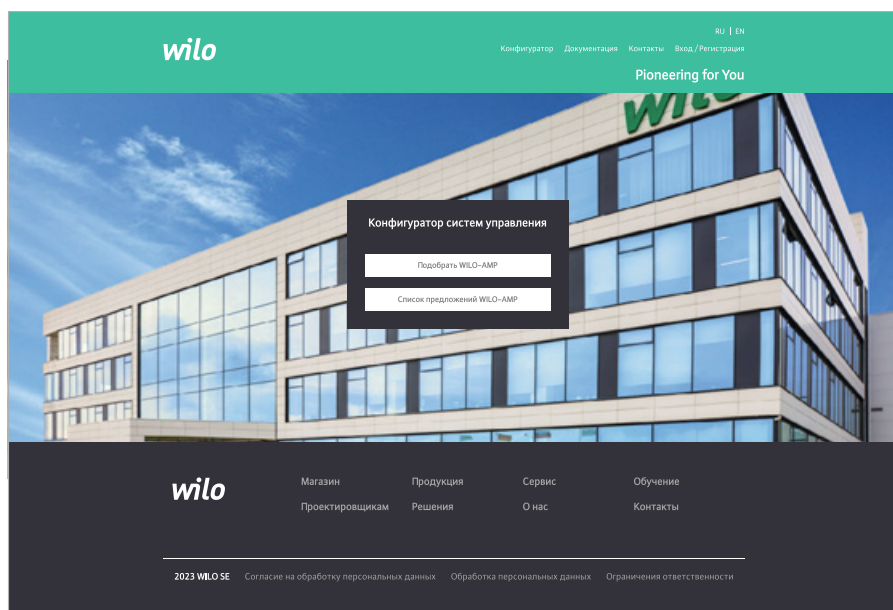 RU | EN
wilo
Конфигуратор Документация Контакты Вход / Регистрация
Pioneering for You
wilo
Конфигуратор систем управления
Подобрать WILO-AMP
Список предложений WILO-AMP
wilo
Магазин Продукция Сервис Обучение
Проектировщикам Решения О нас Контакты
2023 WILO SE Согласие на обработку персональных данных Обработка персональных данных Ограничения ответственности